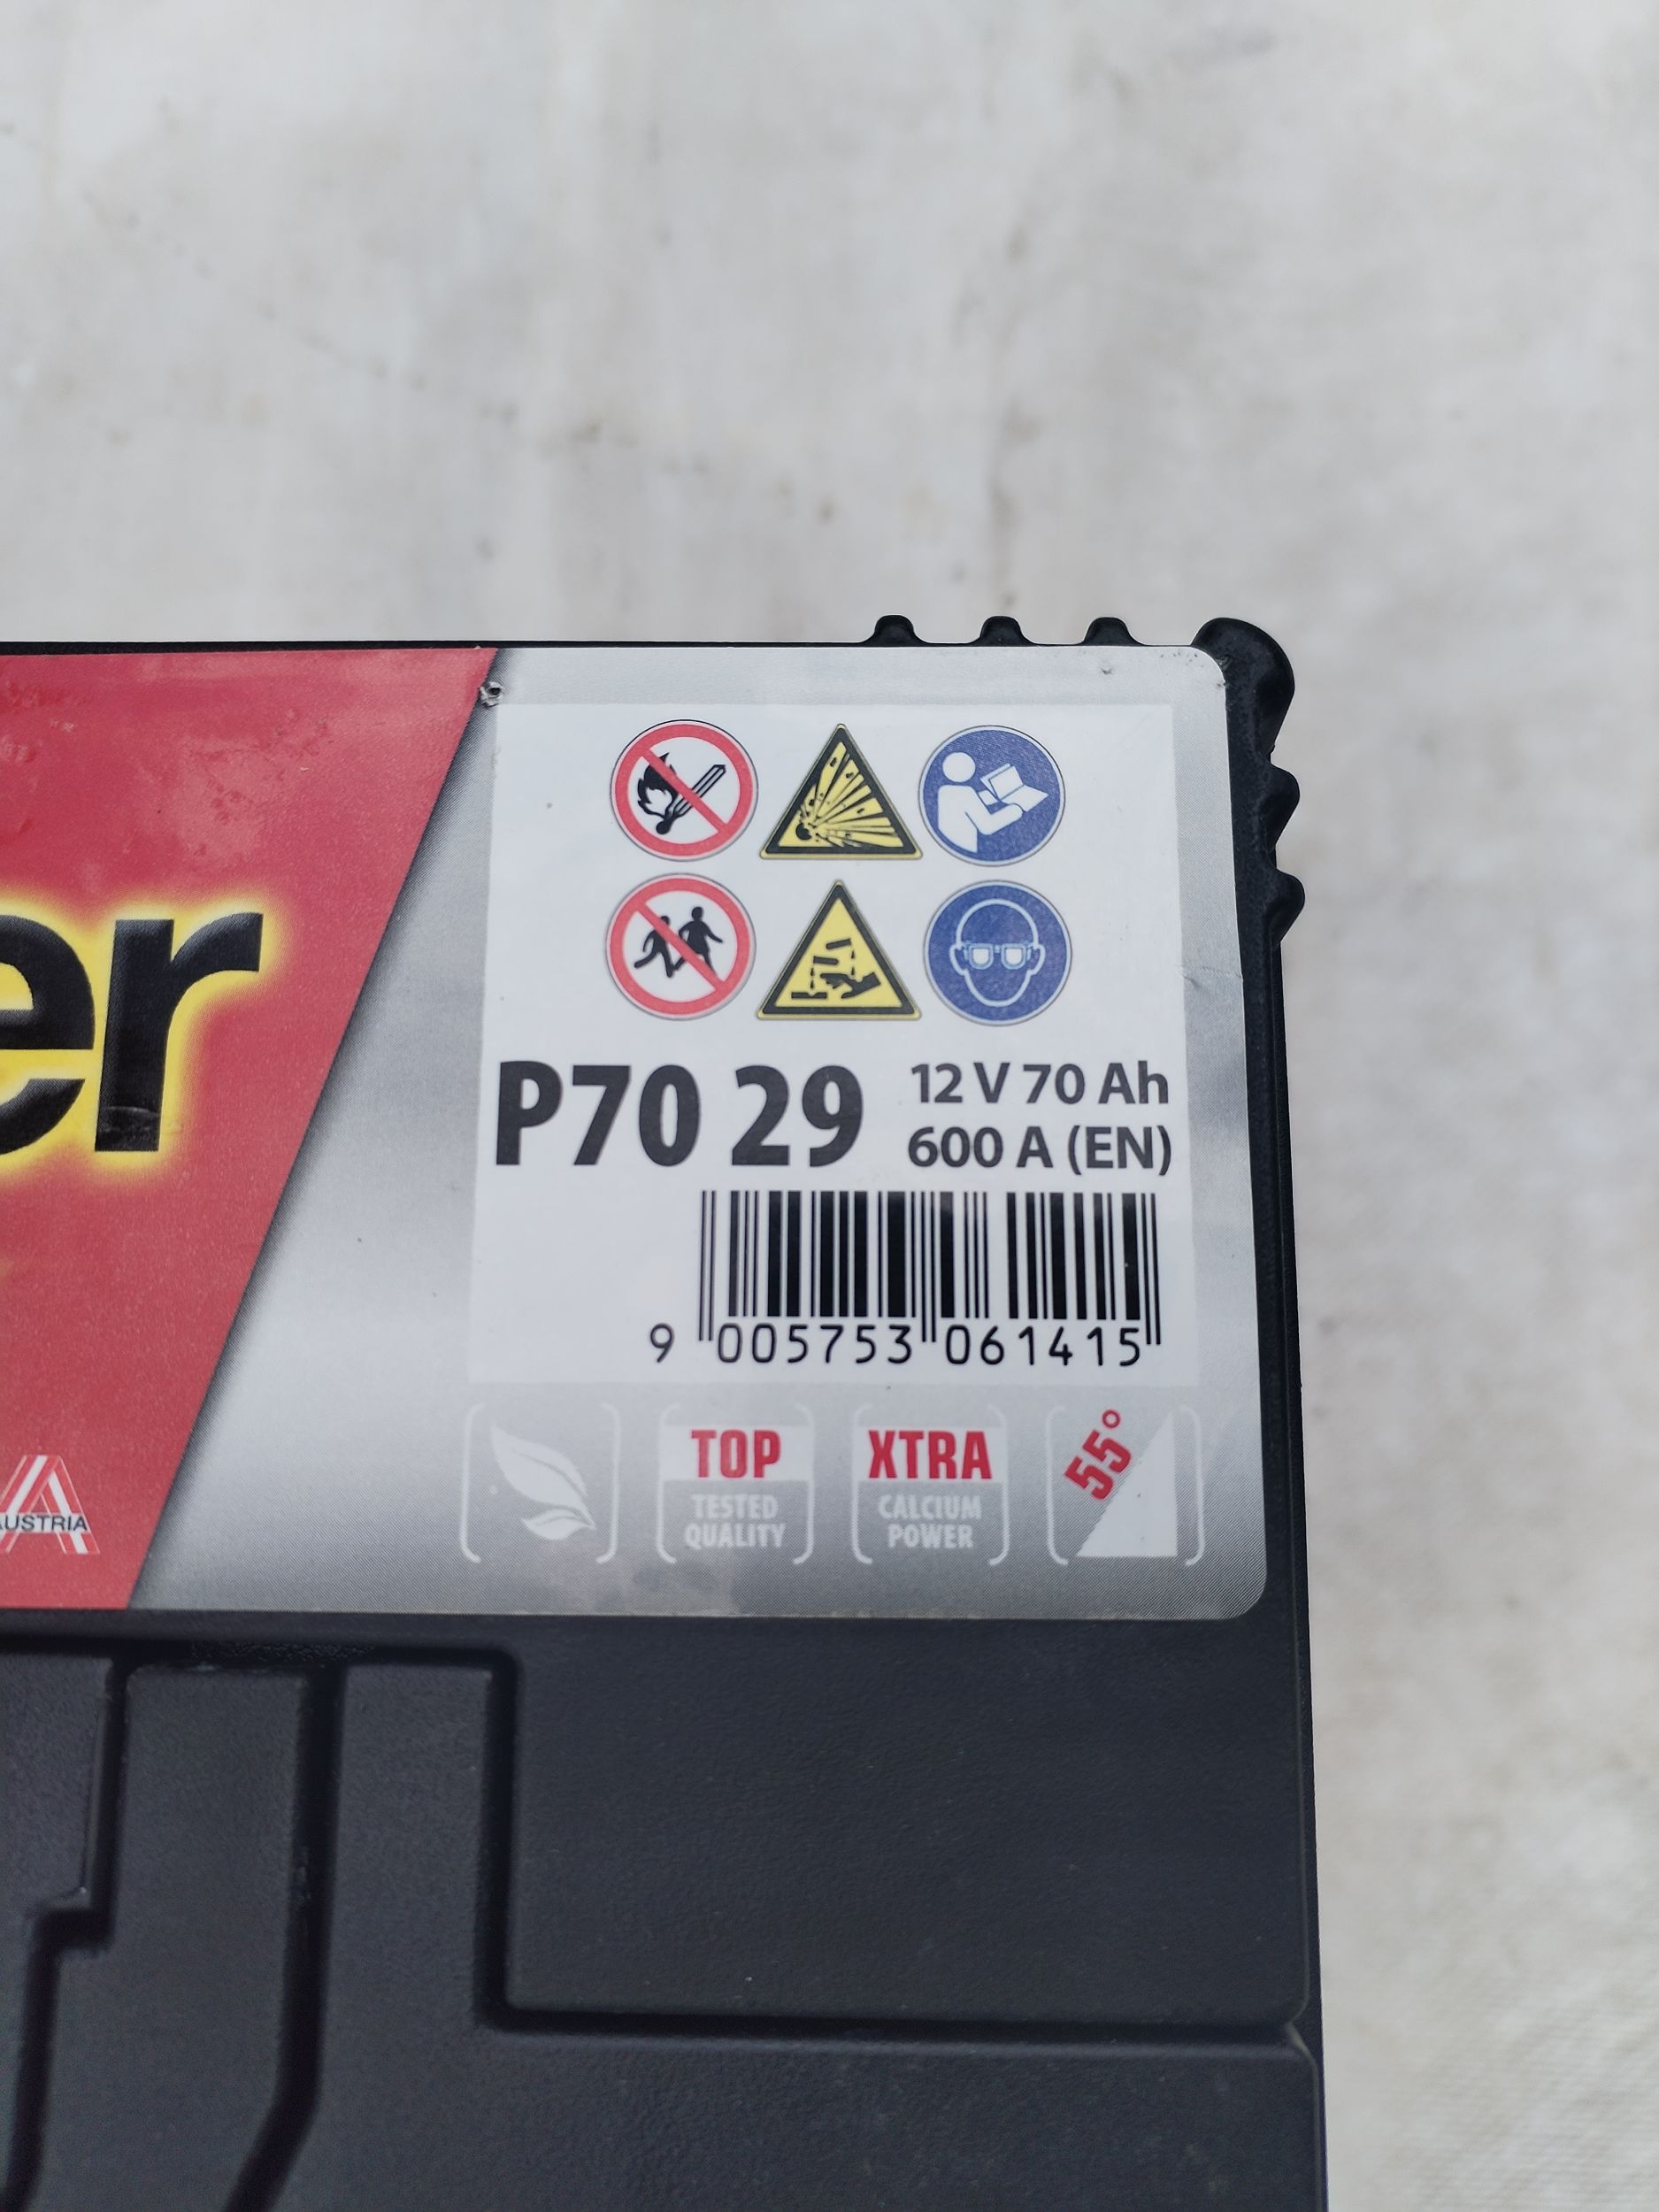 er
AUSTRIA
P70 29
12 V 70 Ah
600 A (EN)
9 005753 061415
TOP
TESTED
QUALITY
XTRA
CALCIUM
POWER
55°